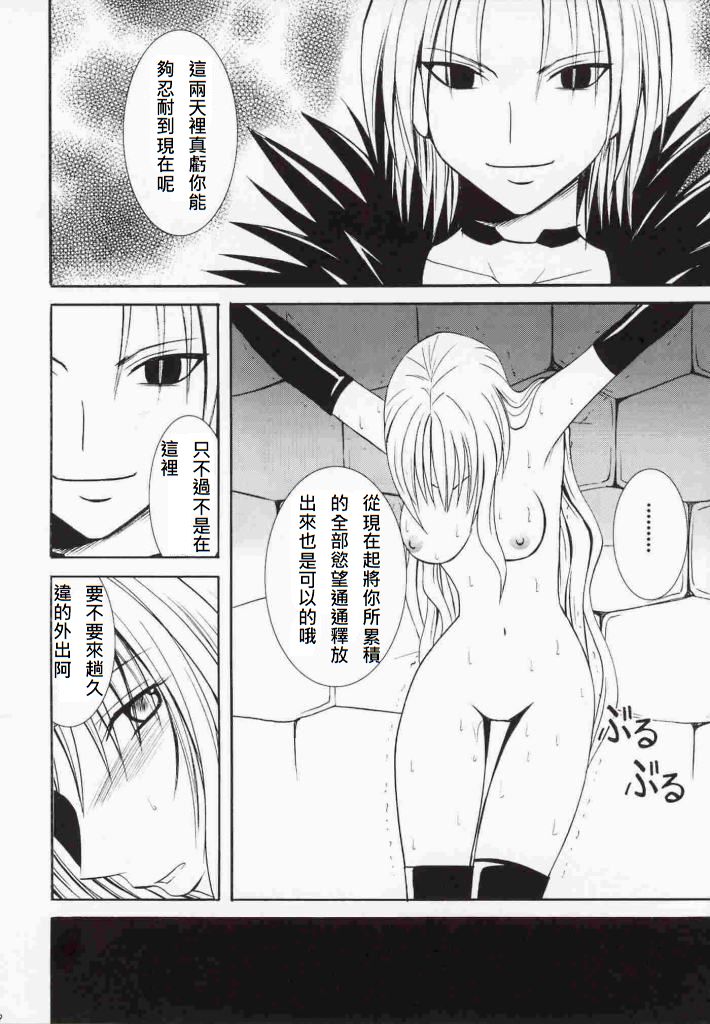 這兩天裡真虧你能
夠忍耐到現在呢
………
從現在起將你所累積
的全部慾望通通釋放
出來也是可以的哦
ぶる
ぶる
只不過不是在
這裡
要不要來趟久
違的外出阿